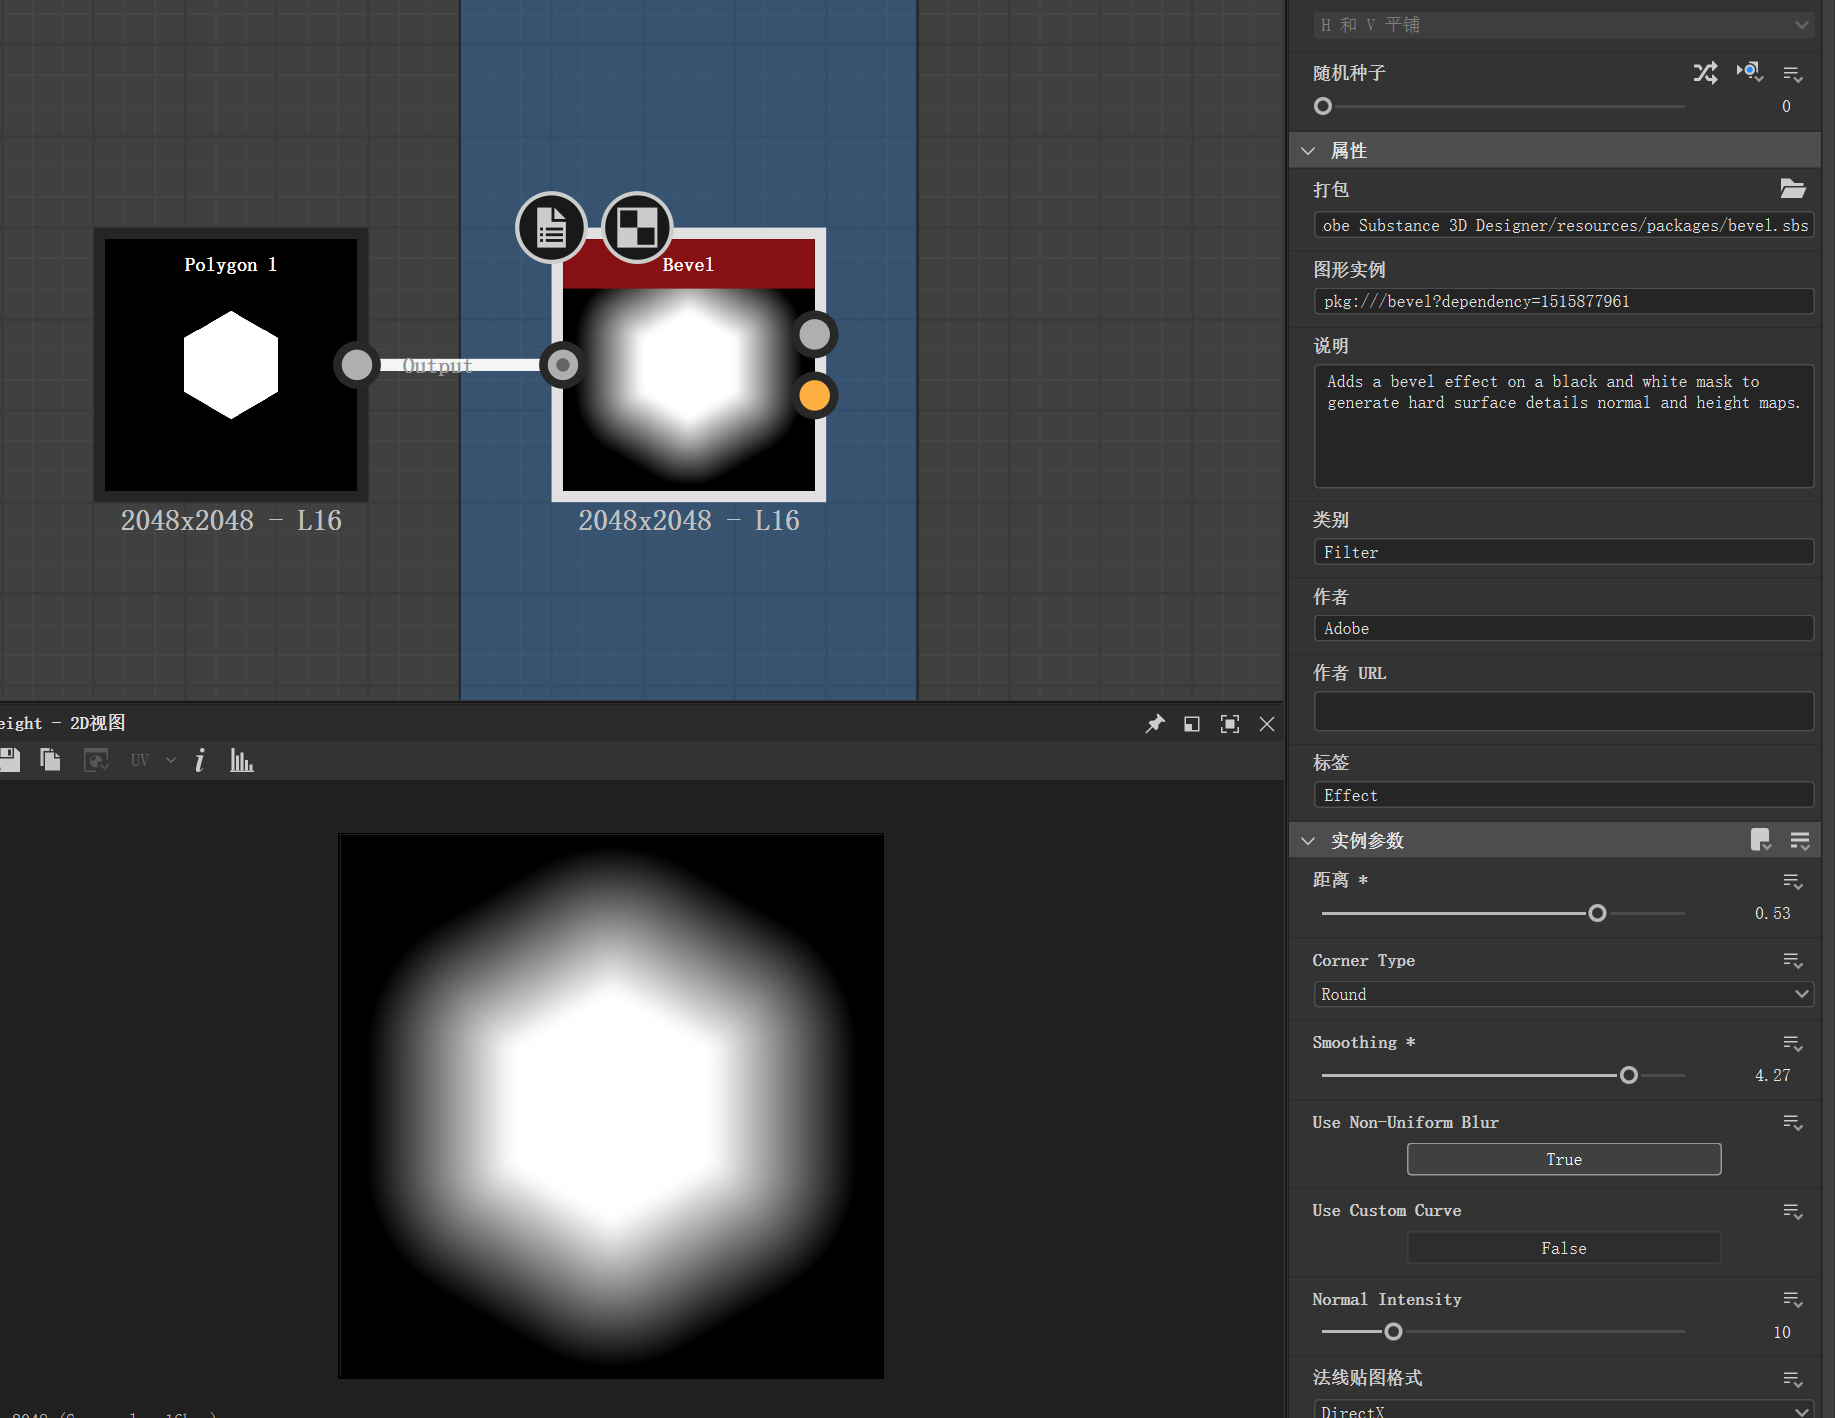 Polygon 1
Output
2048x2048 - L16
Bevel
2048x2048 - L16
eight - 2D视图
UV
H 和 V 平铺
随机种子
0
属性
打包
obe Substance 3D Designer/resources/packages/bevel.sbs
图形实例
pkg:///bevel?dependency=1515877961
说明
Adds a bevel effect on a black and white mask to
generate hard surface details normal and height maps.
类别
Filter
作者
Adobe
作者 URL
标签
Effect
实例参数
距离 *
0.53
Corner Type
Round
Smoothing *
4.27
Use Non-Uniform Blur
True
Use Custom Curve
False
Normal Intensity
10
法线贴图格式
DirectX